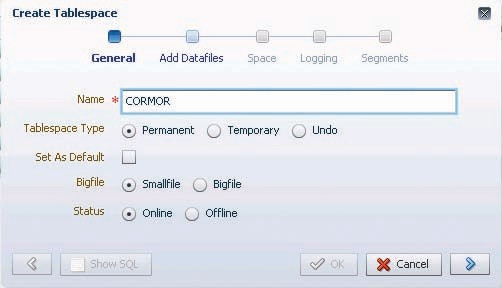 Create Tablespace
General Add Datafiles Space Logging Segments
Name * CORMOR
Tablespace Type Permanent Temporary Undo
Set As Default
Bigfile Smallfile Bigfile
Status Online Offline
Show SQL OK Cancel